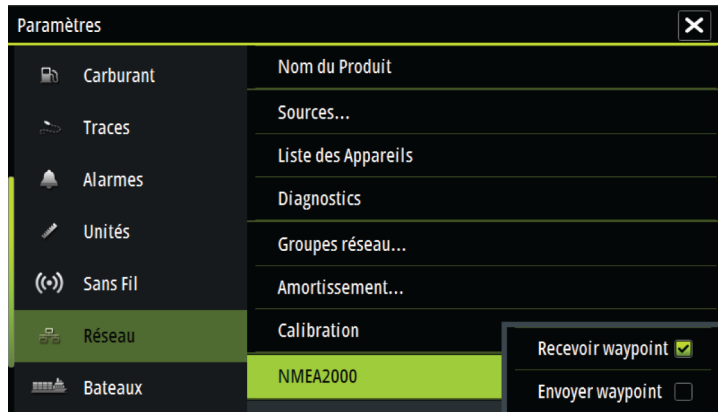 Paramètres
Carburant
Traces
Alarmes
Unités
Sans Fil
Réseau
Bateaux
Nom du Produit
Sources...
Liste des Appareils
Diagnostics
Groupes réseau...
Amortissement...
Calibration
NMEA2000
Recevoir waypoint
Envoyer waypoint